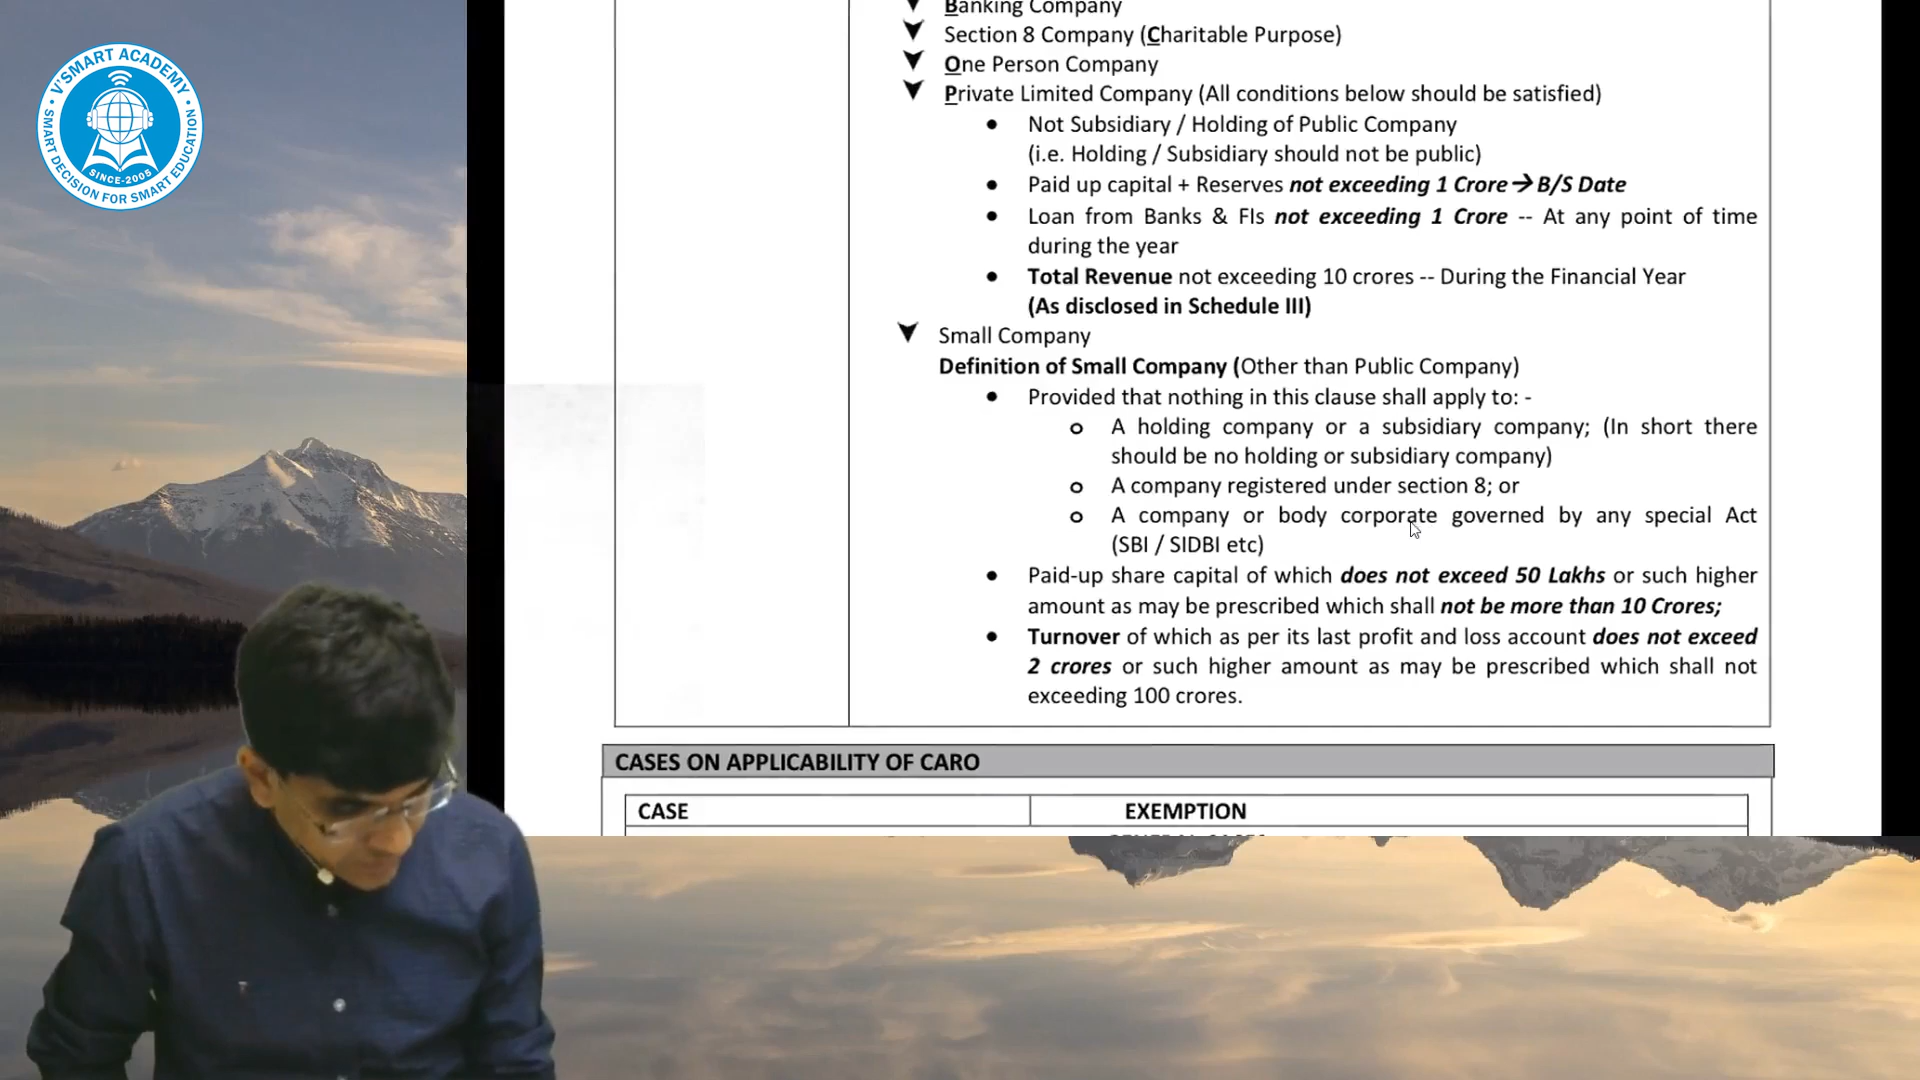 V'SMART ACADEMY
SINCE-2005
SMART DECISION FOR SMART EDUCATION
Banking Company
Section 8 Company (Charitable Purpose)
One Person Company
Private Limited Company (All conditions below should be satisfied)
Not Subsidiary / Holding of Public Company
(i.e. Holding / Subsidiary should not be public)
Paid up capital + Reserves not exceeding 1 Crore→ B/S Date
Loan from Banks & FIs not exceeding 1 Crore -- At any point of time
during the year
Total Revenue not exceeding 10 crores -- During the Financial Year
(As disclosed in Schedule III)
Small Company
Definition of Small Company (Other than Public Company)
Provided that nothing in this clause shall apply to: -
A holding company or a subsidiary company; (In short there
should be no holding or subsidiary company)
A company registered under section 8; or
A company or body corporate governed by any special Act
(SBI / SIDBI etc)
Paid-up share capital of which does not exceed 50 Lakhs or such higher
amount as may be prescribed which shall not be more than 10 Crores;
Turnover of which as per its last profit and loss account does not exceed
2 crores or such higher amount as may be prescribed which shall not
exceeding 100 crores.
CASES ON APPLICABILITY OF CARO
CASE EXEMPTION